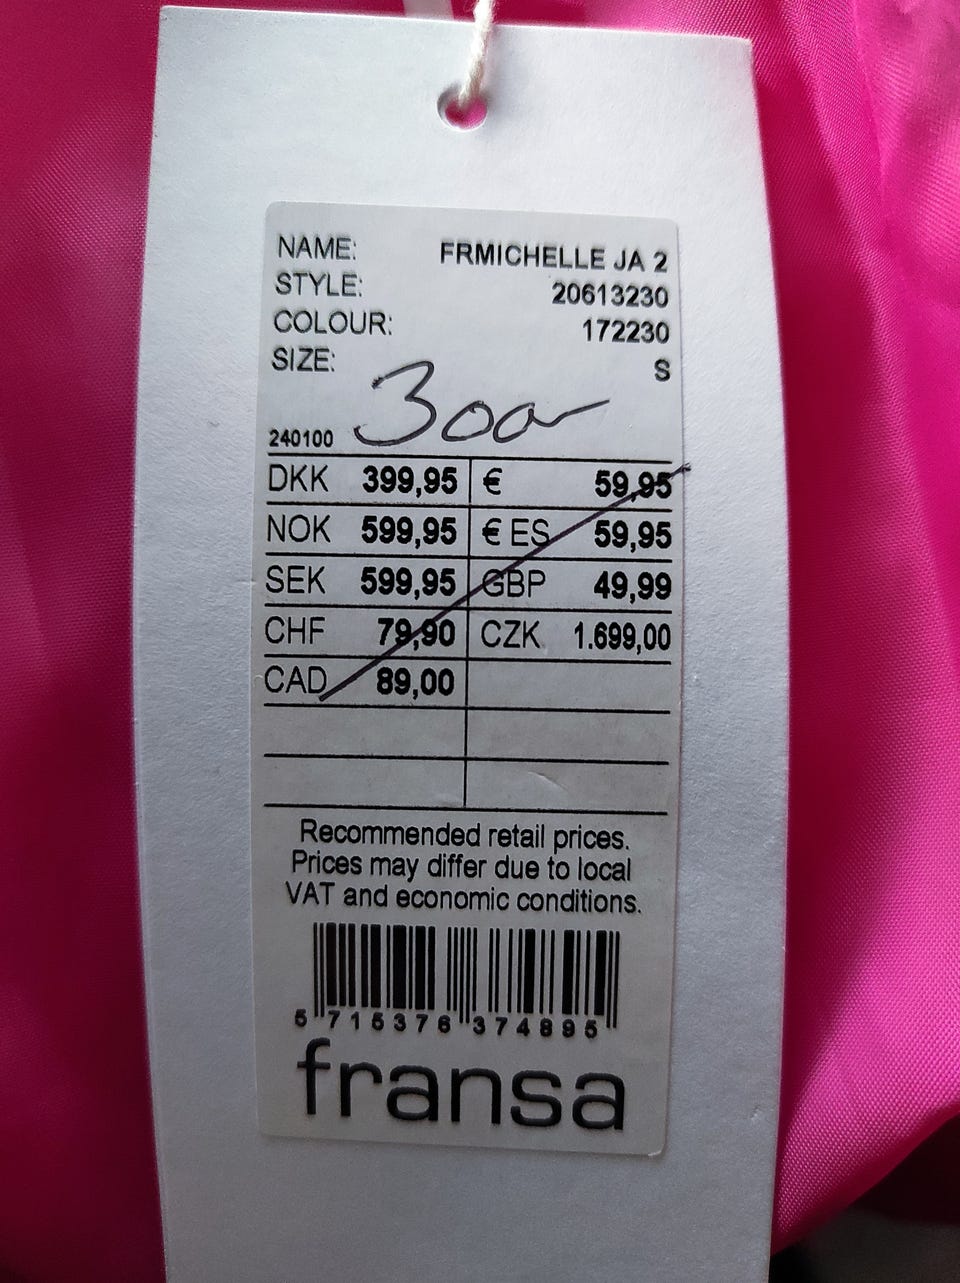 NAME: FRMICHELLE JA 2
STYLE: 20613230
COLOUR: 172230
SIZE: S
300
240100
DKK 399,95 € 59,95
NOK 599,95 € ES 59,95
SEK 599,95 GBP 49,99
CHF 79,90 CZK 1.699,00
CAD 89,00
Recommended retail prices.
Prices may differ due to local
VAT and economic conditions.
5 715376 374895
fransa